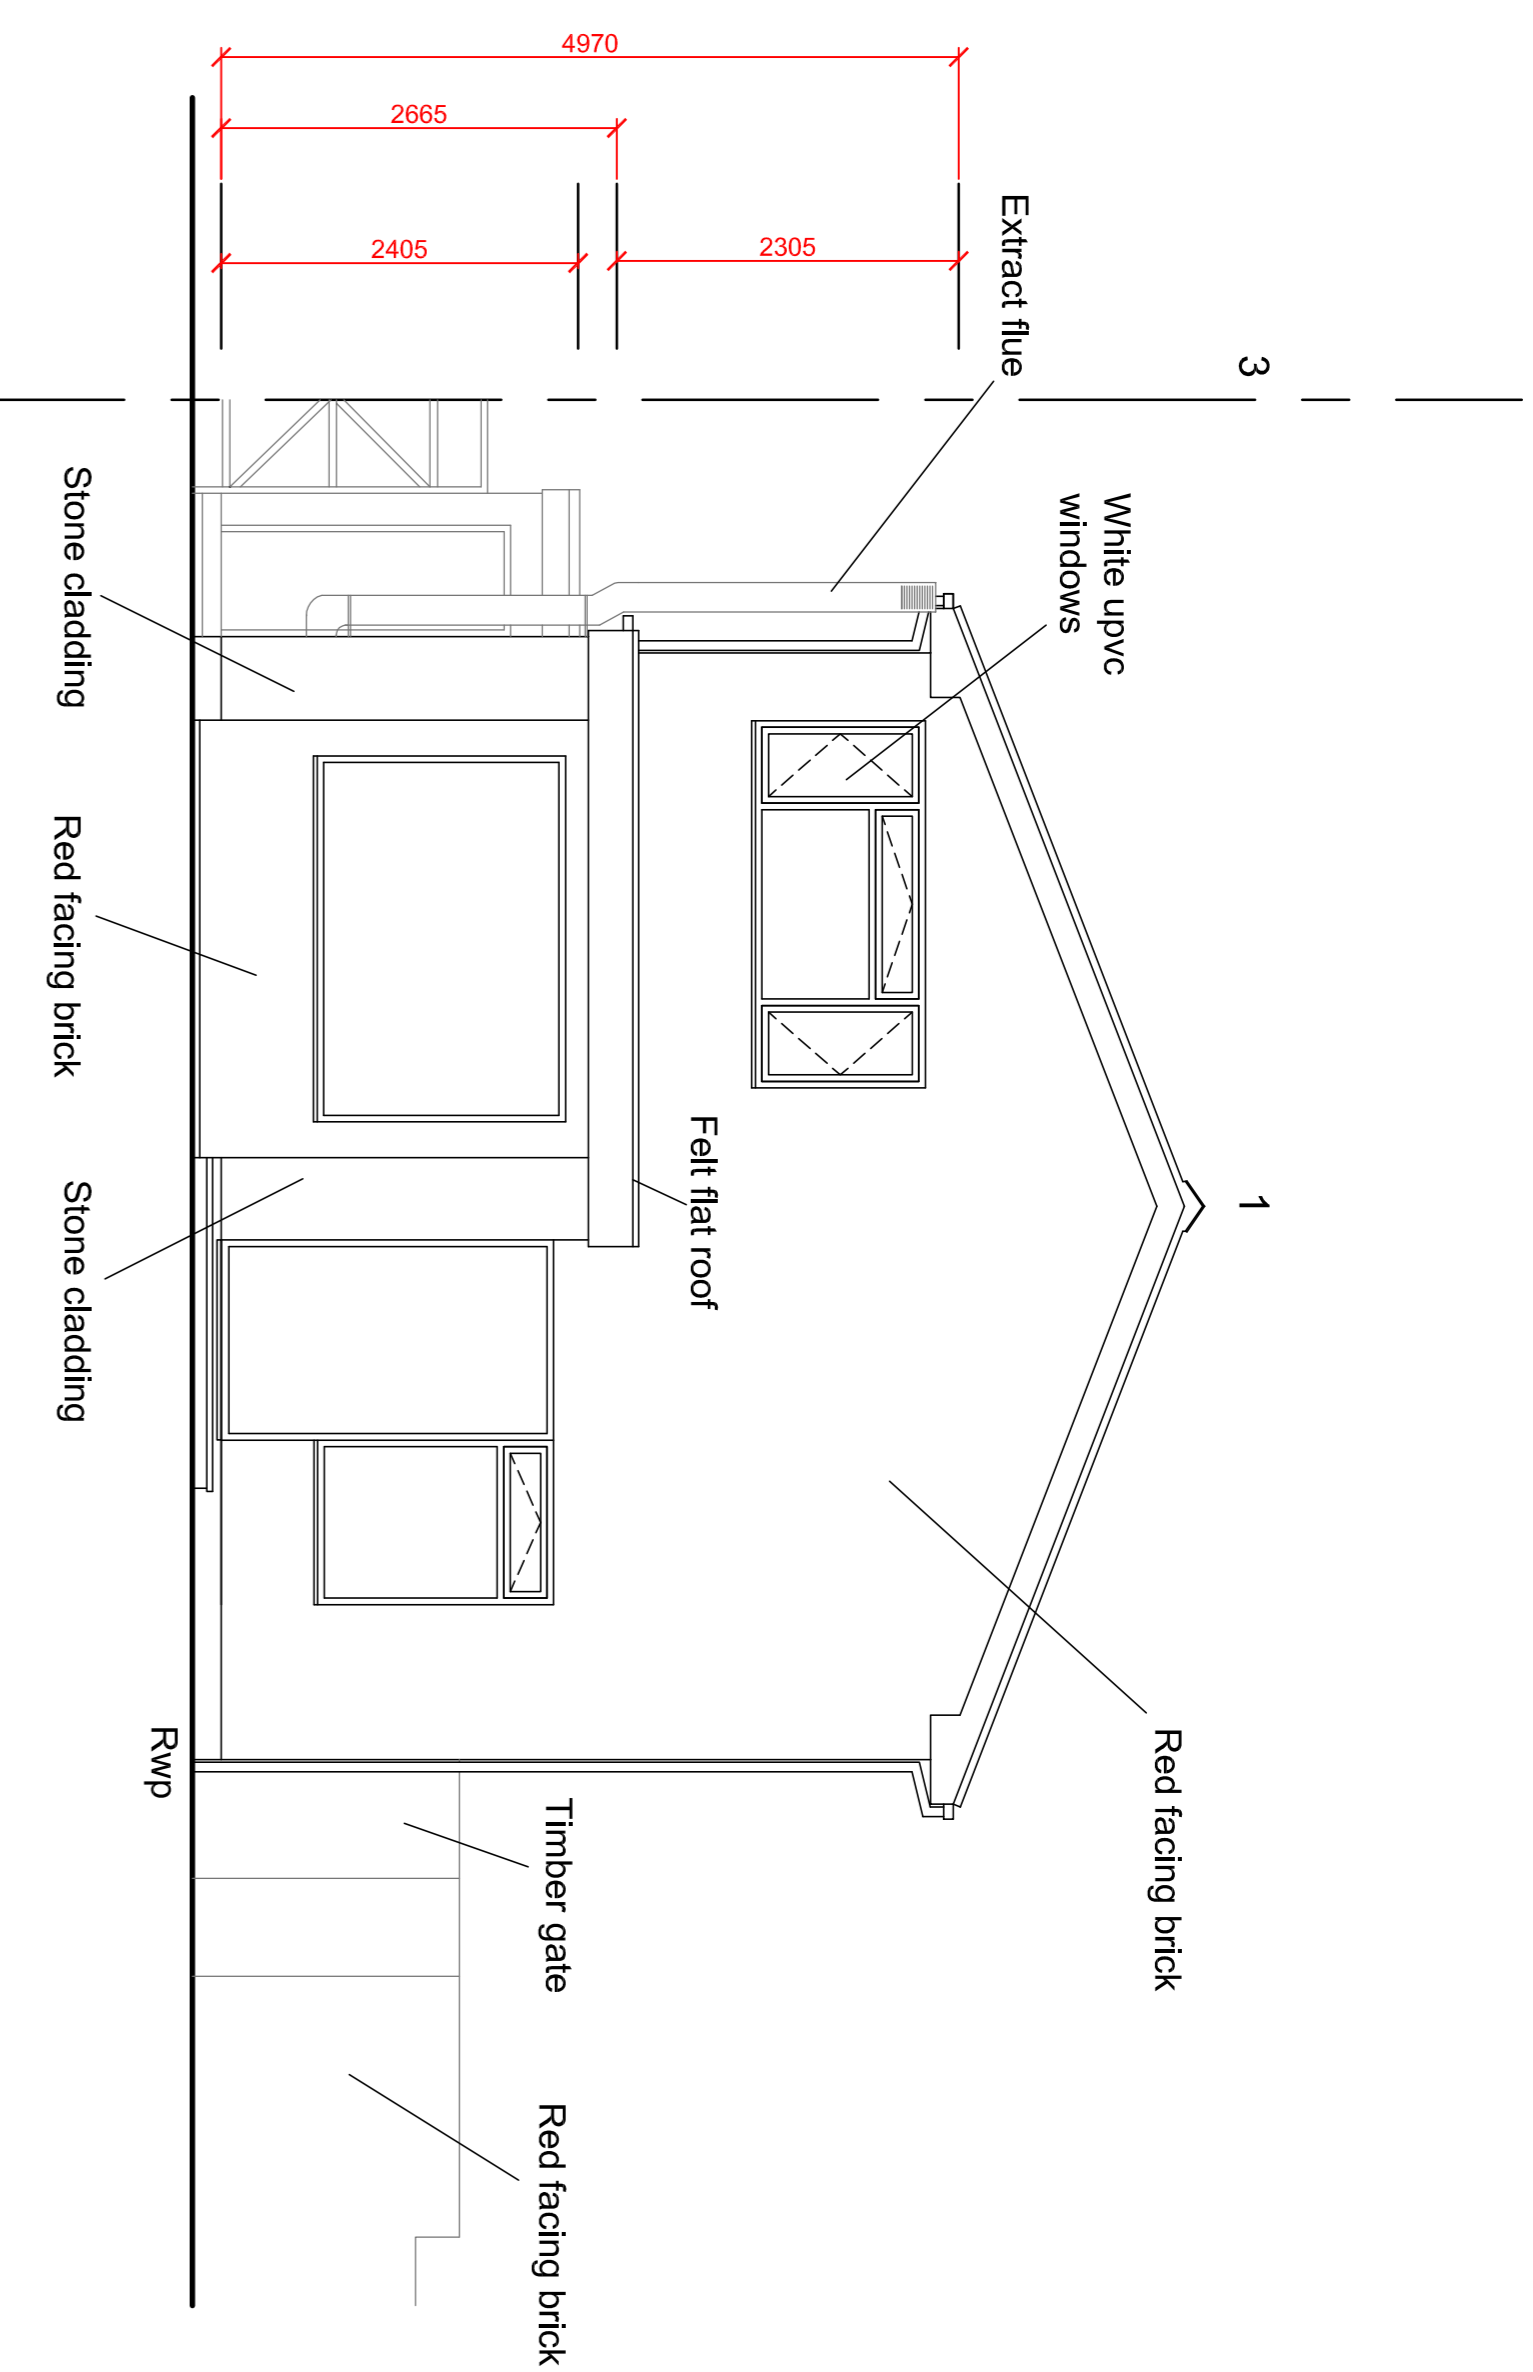 3
1
Extract flue
White upvc
windows
Red facing brick
Felt flat roof
Timber gate
Red facing brick
Rwp
Stone cladding
Red facing brick
Stone cladding
4970
2665
2405
2305